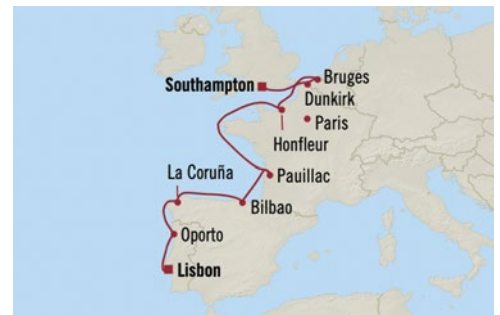 Southampton
Bruges
Dunkirk
Paris
Honfleur
La Coruña
Pauillac
Bilbao
Oporto
Lisbon